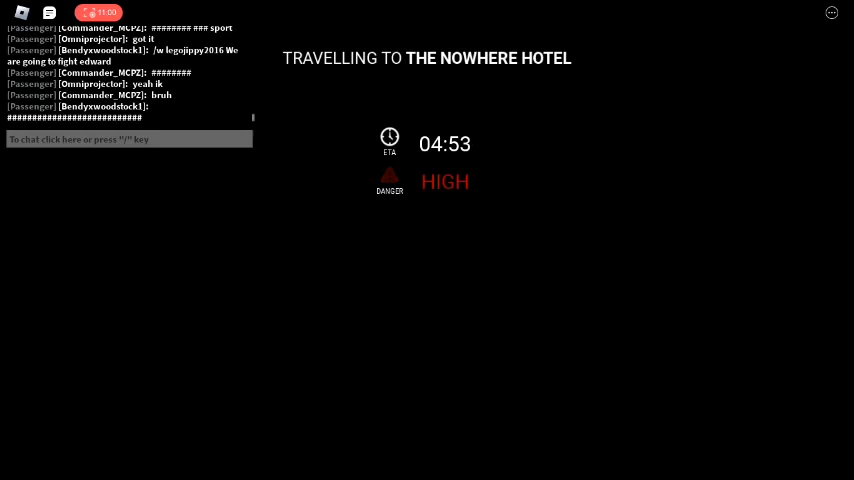 11:00
[Passenger] [Commander_MCPZ]: ######## ### sport
[Passenger] [Omniprojector]: got it
[Passenger] [Bendyxwoodstock1]: /w legojippy2016 We
are going to fight edward
[Passenger] [Commander_MCPZ]: ########
[Passenger] [Omniprojector]: yeah ik
[Passenger] [Commander_MCPZ]: bruh
[Passenger] [Bendyxwoodstock1]:
###########################
To chat click here or press "/" key
TRAVELLING TO THE NOWHERE HOTEL
ETA 04:53
DANGER HIGH